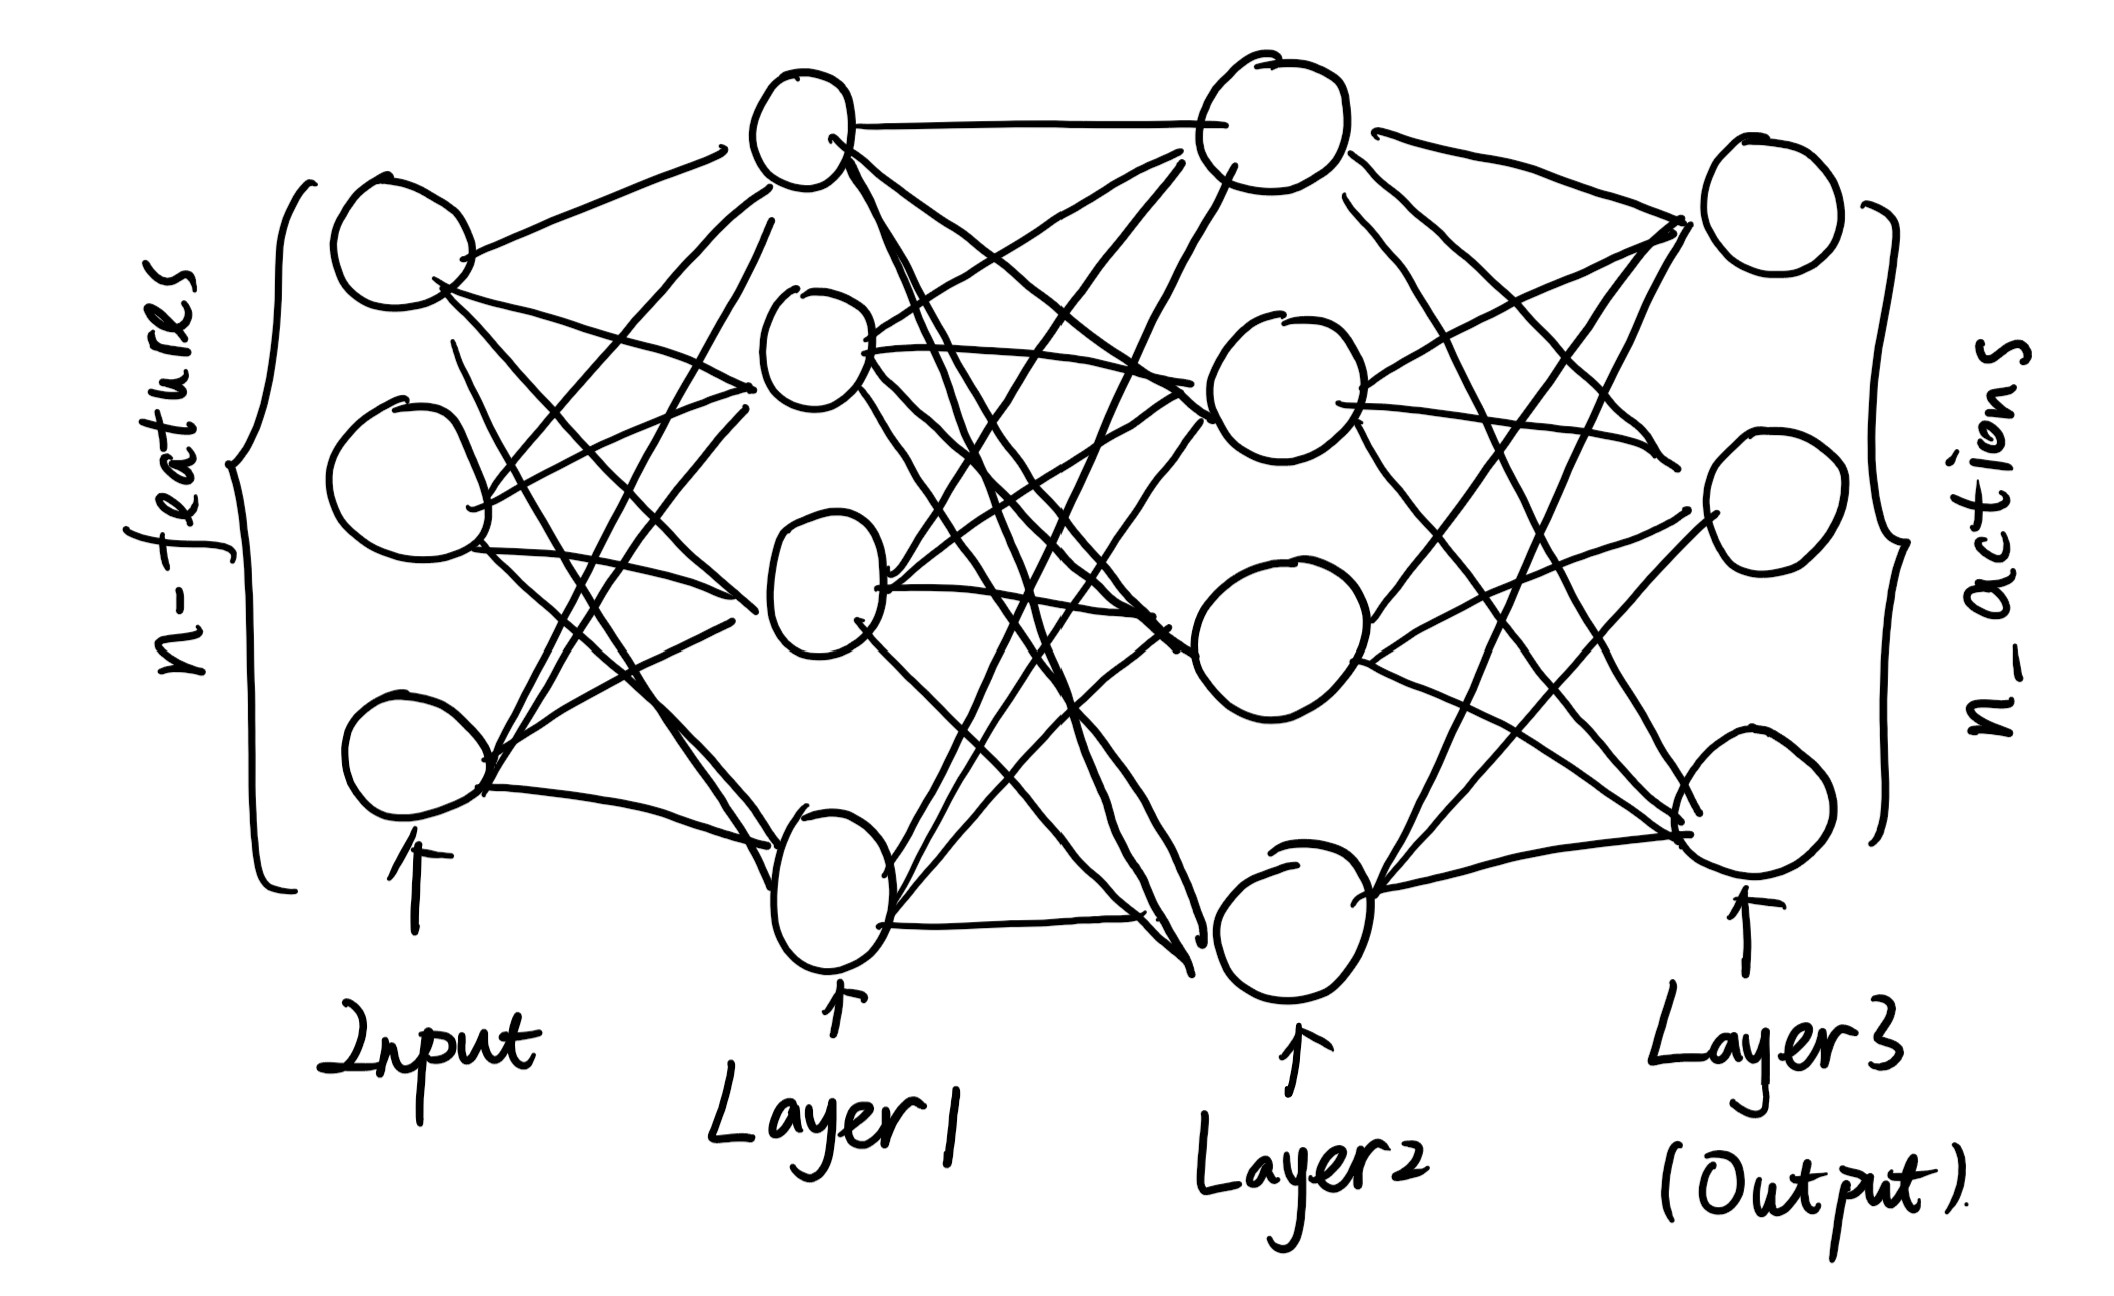 n-features
Input
Layer1
Layer2
Layer3
(Output).
n_actions